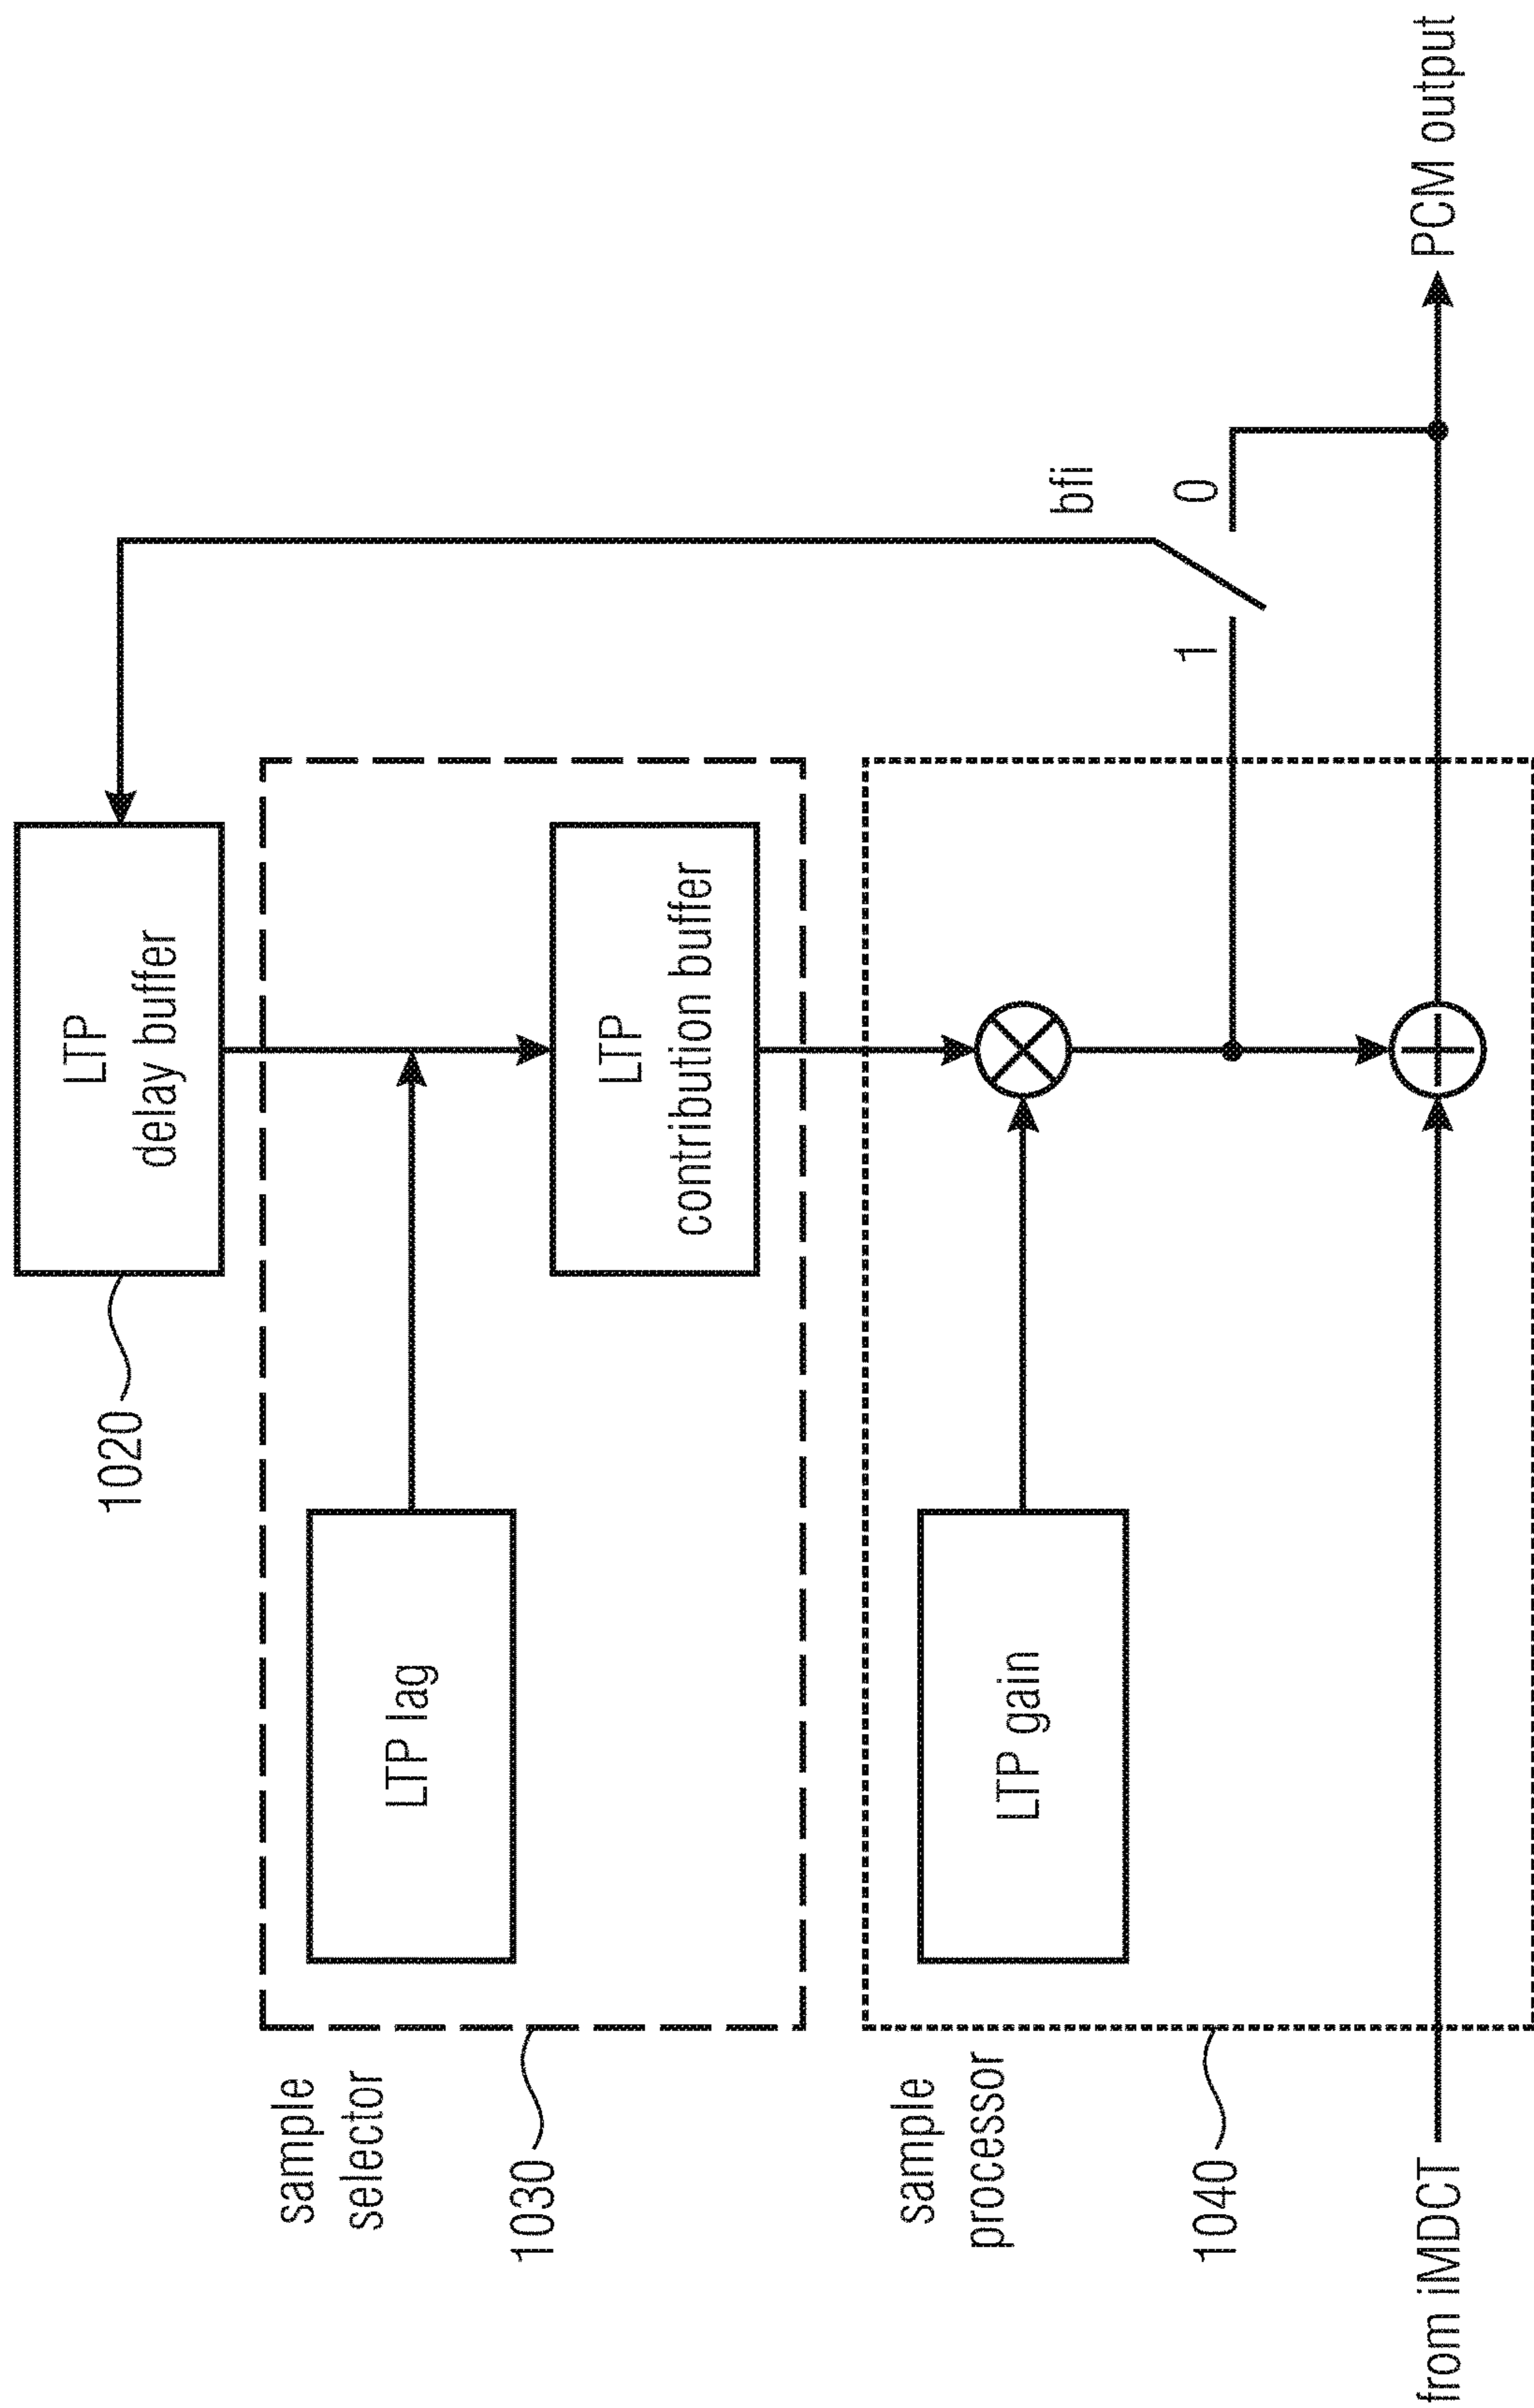 LTP
delay buffer
1020
LTP lag
LTP
contribution buffer
sample
selector
1030
bfi
1
0
LTP gain
sample
processor
1040
from iMDCT
PCM output